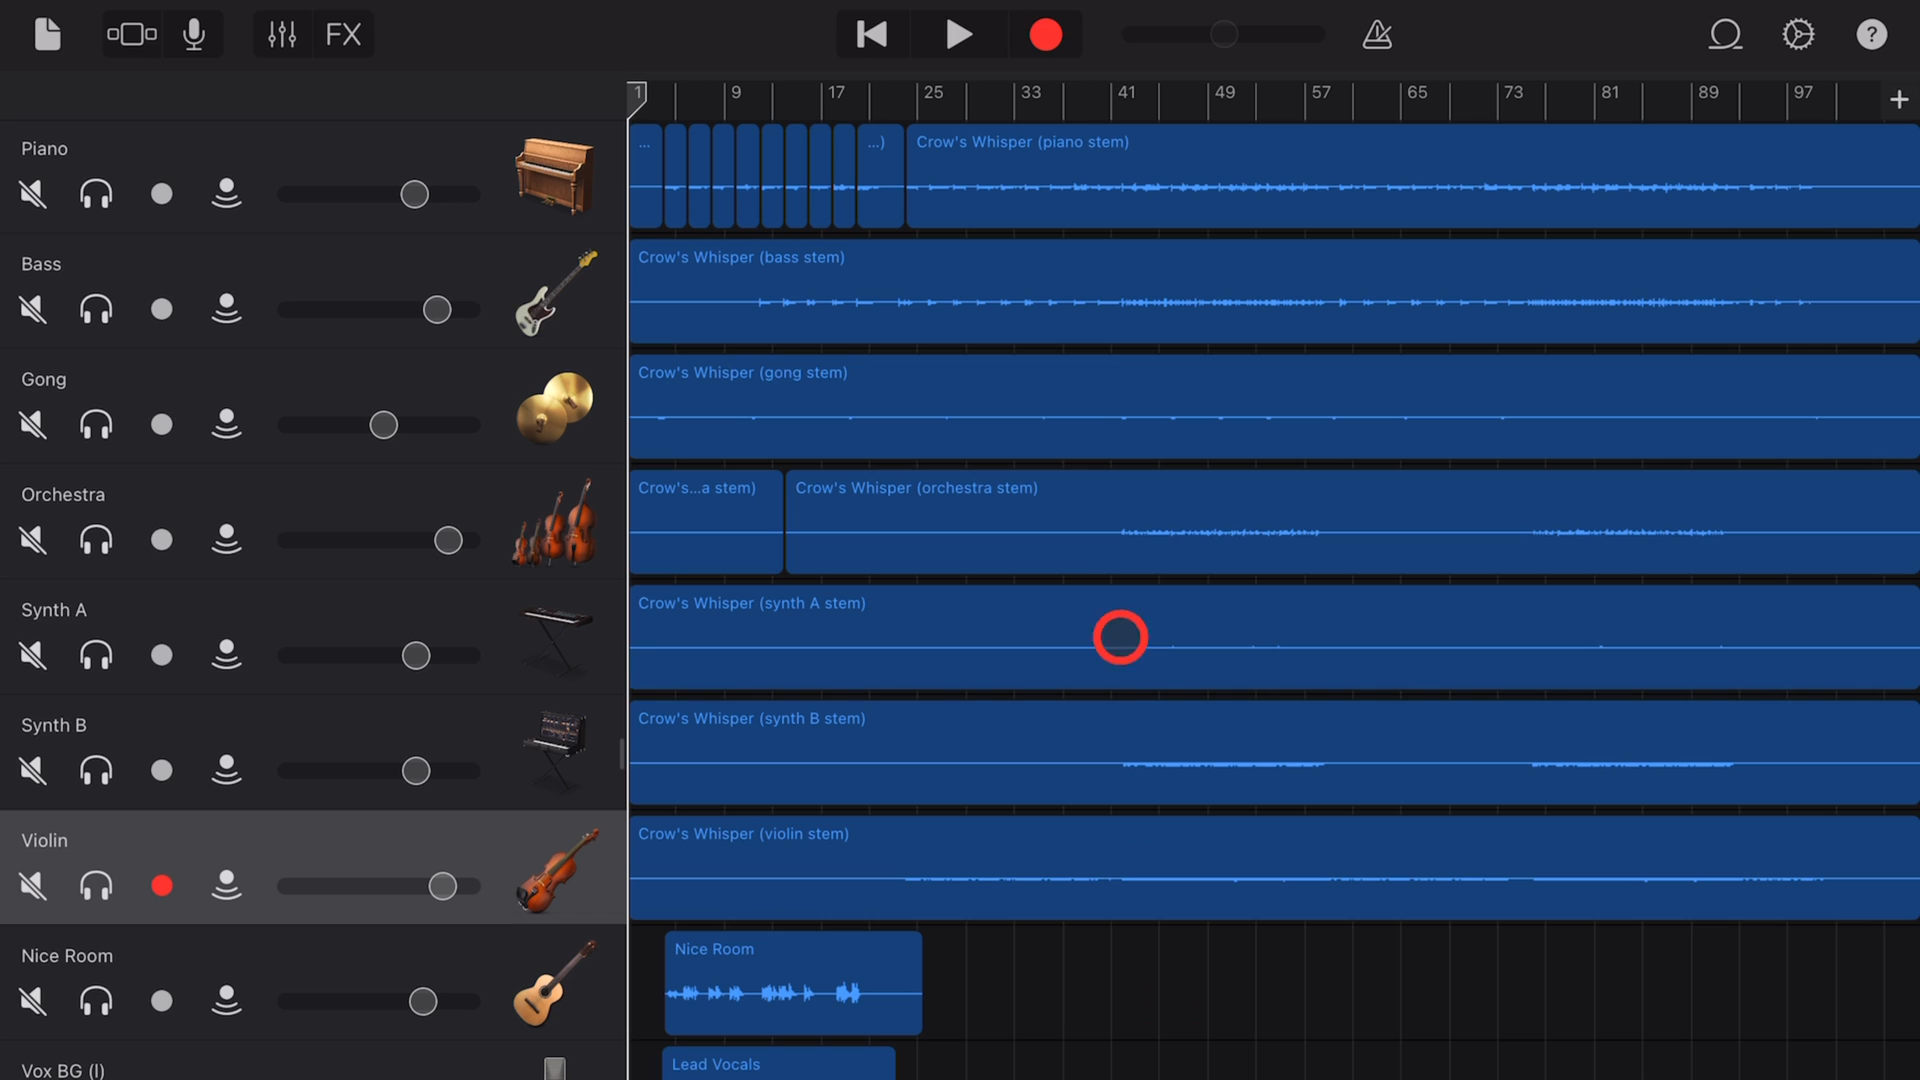 FX
?
1 9 17 25 33 41 49 57 65 73 81 89 97 +
Piano
... ...) Crow's Whisper (piano stem)
Bass
Crow's Whisper (bass stem)
Gong
Crow's Whisper (gong stem)
Orchestra
Crow's...a stem) Crow's Whisper (orchestra stem)
Synth A
Crow's Whisper (synth A stem)
Synth B
Crow's Whisper (synth B stem)
Violin
Crow's Whisper (violin stem)
Nice Room
Nice Room
Vox BG (l)
Lead Vocals